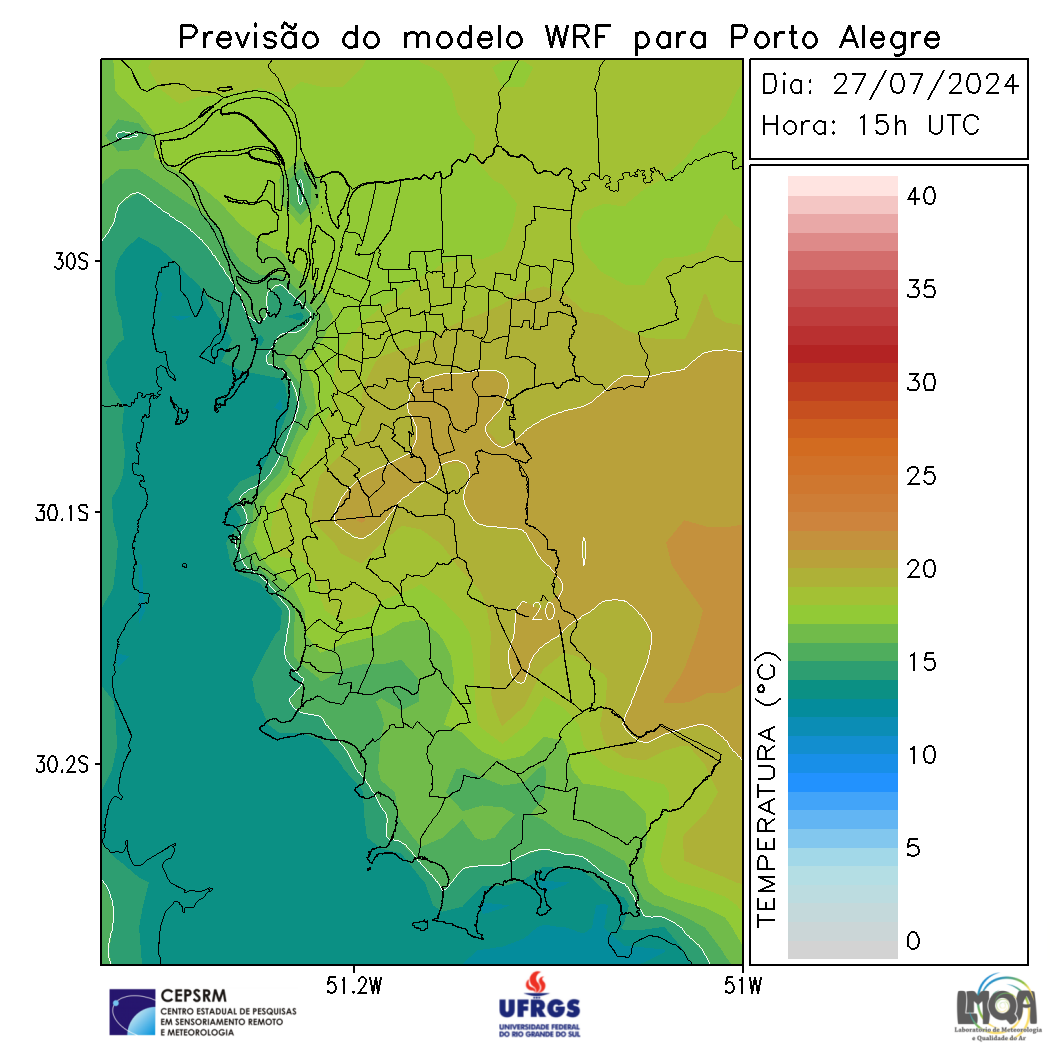 Previsão do modelo WRF para Porto Alegre
Dia: 27/07/2024
Hora: 15h UTC
30S
30.1S
30.2S
51.2W
51W
20
TEMPERATURA (°C)
40
35
30
25
20
15
10
5
0
CEPSRM
CENTRO ESTADUAL DE PESQUISAS
EM SENSORIAMENTO REMOTO
E METEOROLOGIA
UFRGS
UNIVERSIDADE FEDERAL
DO RIO GRANDE DO SUL
LMQA
Laboratório de Meteorologia
e Qualidade do Ar